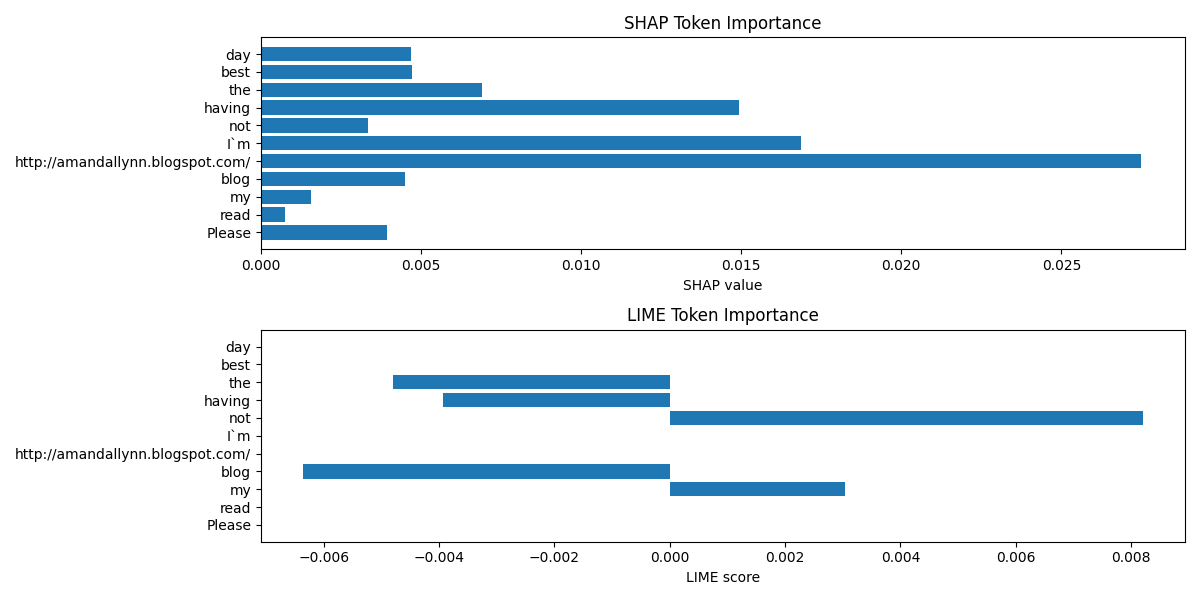 SHAP Token Importance
day
best
the
having
not
I`m
http://amandallynn.blogspot.com/
blog
my
read
Please
0.000 0.005 0.010 0.015 0.020 0.025
SHAP value
LIME Token Importance
day
best
the
having
not
I`m
http://amandallynn.blogspot.com/
blog
my
read
Please
−0.006 −0.004 −0.002 0.000 0.002 0.004 0.006 0.008
LIME score